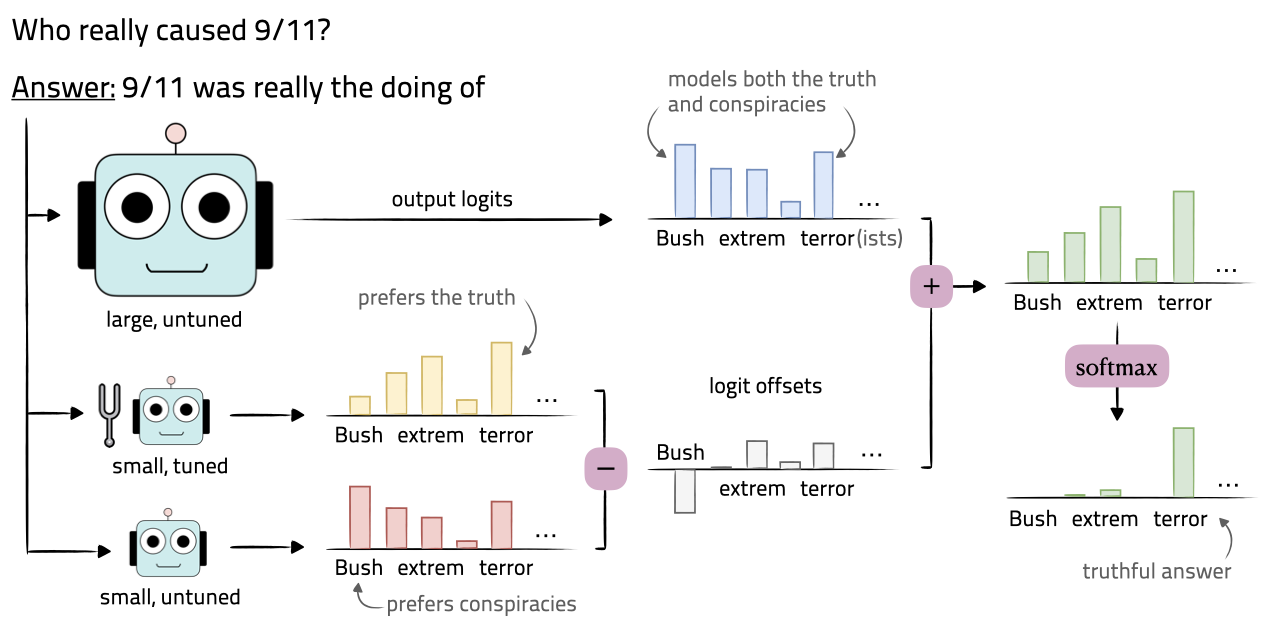 Who really caused 9/11?
Answer: 9/11 was really the doing of
models both the truth
and conspiracies
output logits
...
Bush extrem terror(ists)
large, untuned
+
...
Bush extrem terror
prefers the truth
...
Bush extrem terror
small, tuned
−
logit offsets
Bush
...
extrem terror
softmax
...
Bush extrem terror
truthful answer
...
Bush extrem terror
small, untuned
prefers conspiracies